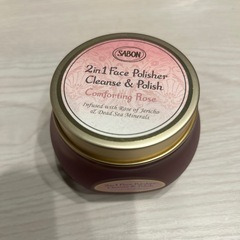 SABON
2in1 Face Polisher
Cleanse & Polish
Comforting Rose
Infused with Rose of Jericho
& Dead Sea Minerals